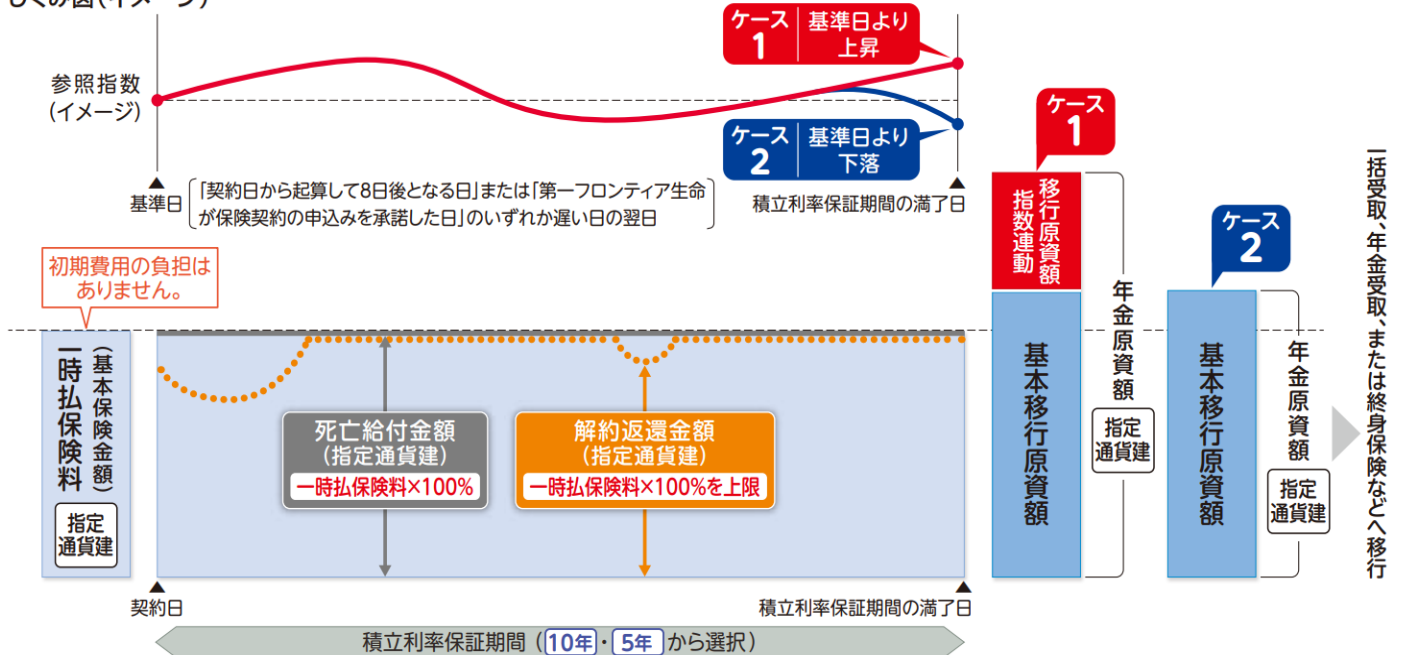 しくみ図(イメージ)
ケース
1
基準日より
上昇
参照指数
(イメージ)
ケース
2
基準日より
下落
基準日
「契約日から起算して8日後となる日」または「第一フロンティア生命
が保険契約の申込みを承諾した日」のいずれか遅い日の翌日
積立利率保証期間の満了日
初期費用の負担は
ありません。
一時払保険料
(基本保険金額)
指定
通貨建
死亡給付金額
(指定通貨建)
一時払保険料×100%
解約返還金額
(指定通貨建)
一時払保険料×100%を上限
契約日
積立利率保証期間の満了日
積立利率保証期間(10年・5年から選択)
ケース
1
指数連動
移行原資額
基本移行原資額
年金原資額
指定
通貨建
ケース
2
基本移行原資額
年金原資額
指定
通貨建
一括受取、年金受取、または終身保険などへ移行